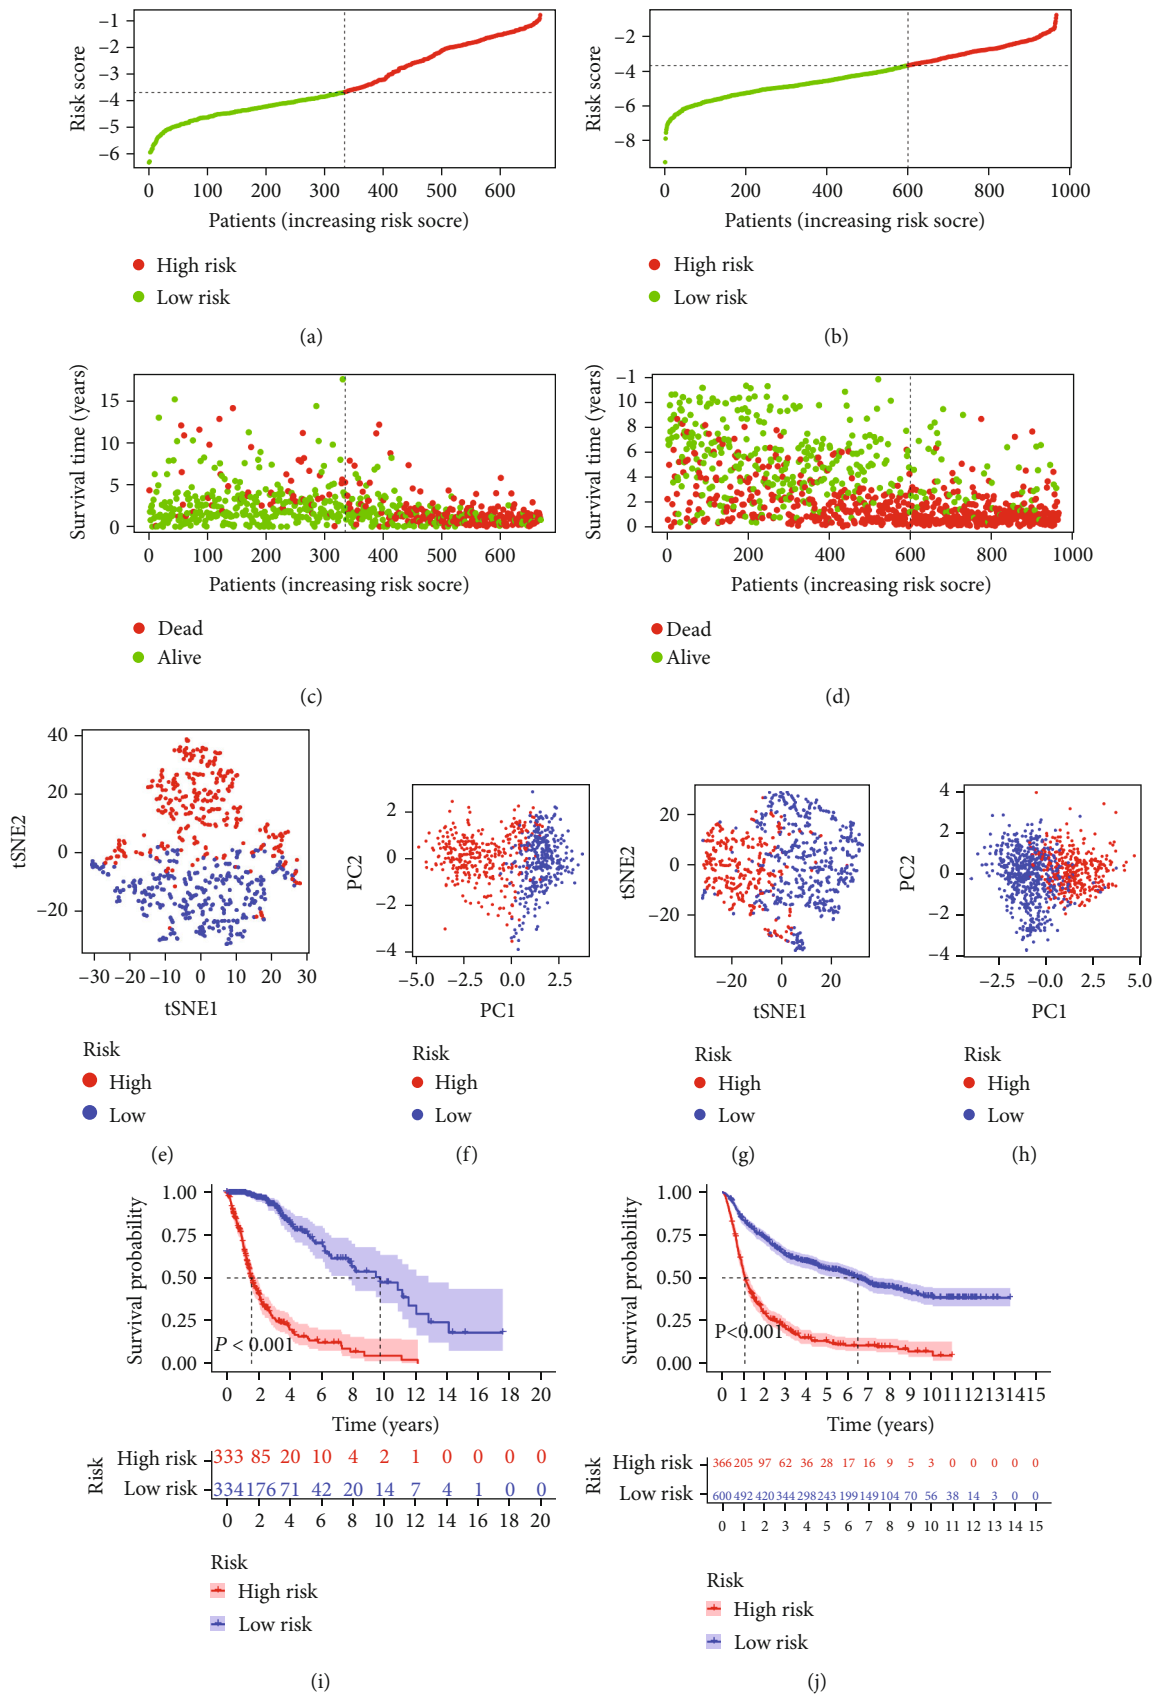 Risk score
−1
−2
−3
−4
−5
−6
0 100 200 300 400 500 600
Patients (increasing risk socre)
High risk
Low risk
(a)
Risk score
−2
−4
−6
−8
0 200 400 600 800 1000
Patients (increasing risk socre)
High risk
Low risk
(b)
Survival time (years)
15
10
5
0
0 100 200 300 400 500 600
Patients (increasing risk socre)
Dead
Alive
(c)
Survival time (years)
−1
10
8
6
4
2
0
0 200 400 600 800 1000
Patients (increasing risk socre)
Dead
Alive
(d)
tSNE2
40
20
0
−20
−30 −20 −10 0 10 20 30
tSNE1
Risk
High
Low
(e)
PC2
2
0
−2
−4
−5.0 −2.5 0.0 2.5
PC1
Risk
High
Low
(f)
tSNE2
20
0
−20
−20 0 20
tSNE1
Risk
High
Low
(g)
PC2
4
2
0
−2
−4
−2.5 −0.0 2.5 5.0
PC1
Risk
High
Low
(h)
Survival probability
1.00
0.75
0.50
0.25
0.00
P < 0.001
0 2 4 6 8 10 12 14 16 18 20
Time (years)
Risk
High risk 333 85 20 10 4 2 1 0 0 0 0
Low risk 334 176 71 42 20 14 7 4 1 0 0
0 2 4 6 8 10 12 14 16 18 20
Risk
High risk
Low risk
(i)
Survival probability
1.00
0.75
0.50
0.25
0.00
P<0.001
0 1 2 3 4 5 6 7 8 9 10 11 12 13 14 15
Time (years)
Risk
High risk 366 205 97 62 36 28 17 16 9 5 3 0 0 0 0 0
Low risk 600 492 420 344 298 243 199 149 104 70 56 38 14 3 0 0
0 1 2 3 4 5 6 7 8 9 10 11 12 13 14 15
Risk
High risk
Low risk
(j)